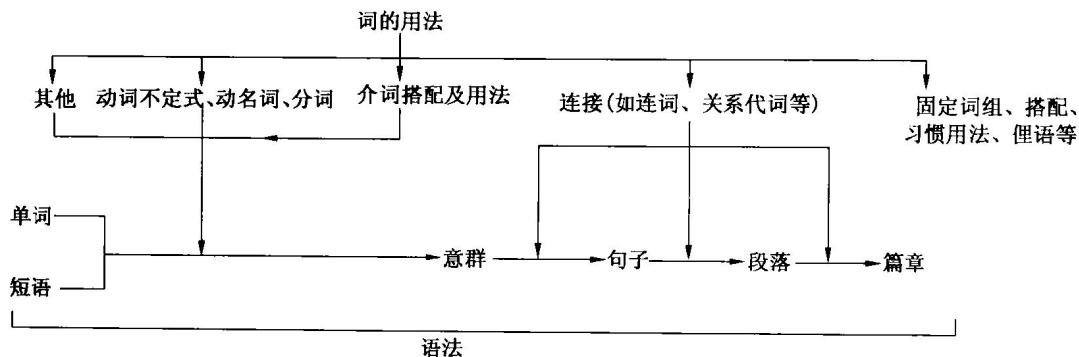 词的用法
其他 动词不定式、动名词、分词 介词搭配及用法 连接(如连词、关系代词等) 固定词组、搭配、
习惯用法、俚语等
单词
意群 句子 段落 篇章
短语
语法